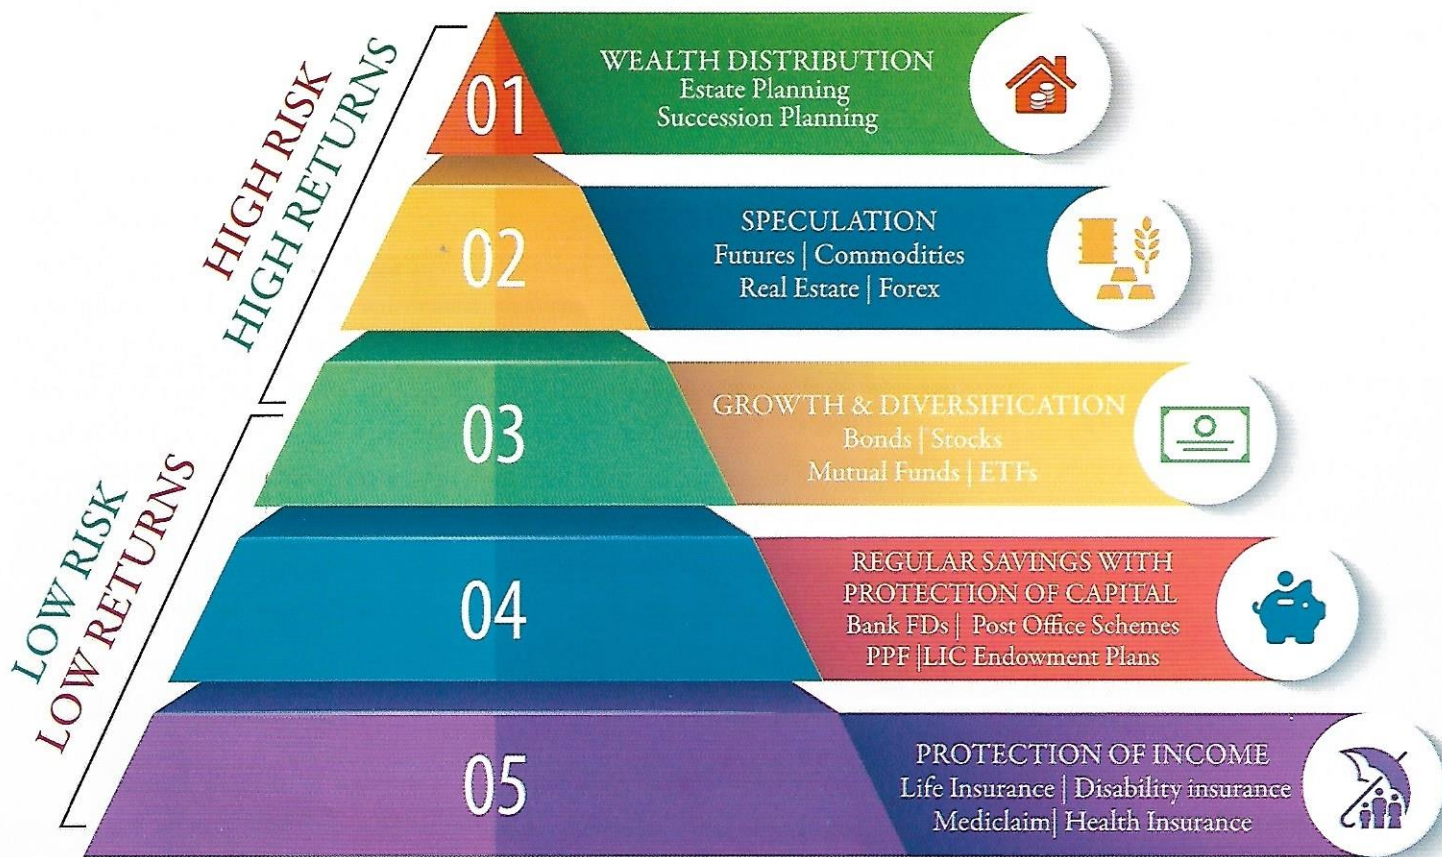 HIGH RISK
HIGH RETURNS
LOW RISK
LOW RETURNS
01
WEALTH DISTRIBUTION
Estate Planning
Succession Planning
02
SPECULATION
Futures | Commodities
Real Estate | Forex
03
GROWTH & DIVERSIFICATION
Bonds | Stocks
Mutual Funds | ETFs
04
REGULAR SAVINGS WITH
PROTECTION OF CAPITAL
Bank FDs | Post Office Schemes
PPF |LIC Endowment Plans
05
PROTECTION OF INCOME
Life Insurance | Disability insurance
Mediclaim| Health Insurance